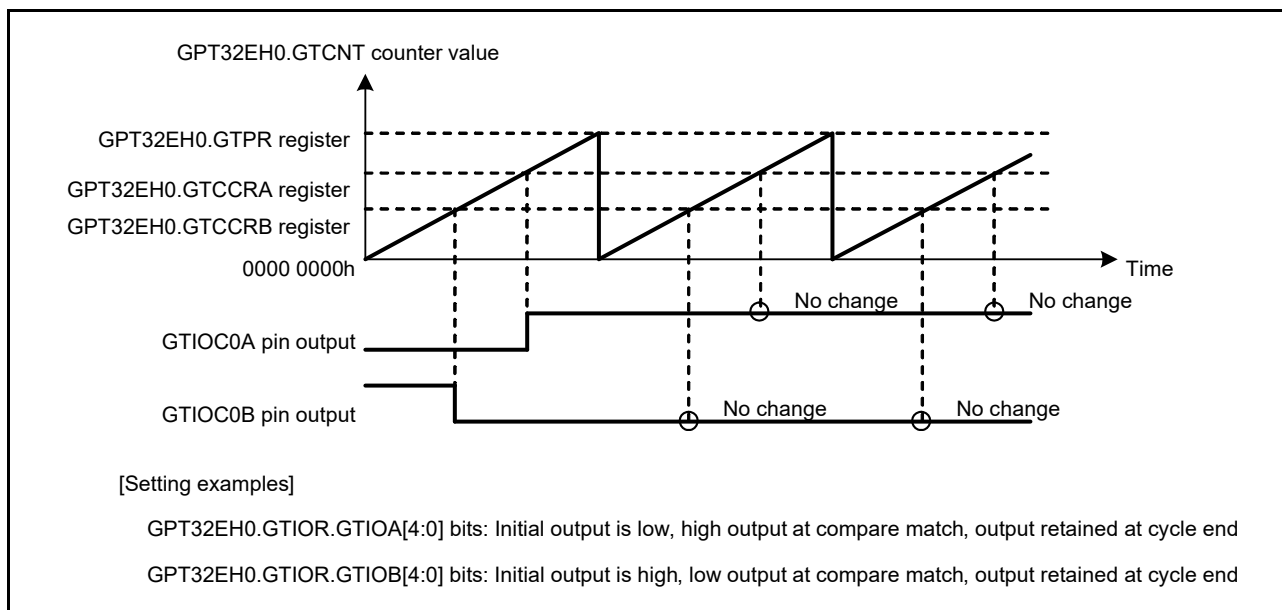 GPT32EH0.GTCNT counter value
GPT32EH0.GTPR register
GPT32EH0.GTCCRA register
GPT32EH0.GTCCRB register
0000 0000h
Time
No change
No change
GTIOC0A pin output
No change
No change
GTIOC0B pin output
[Setting examples]
GPT32EH0.GTIOR.GTIOA[4:0] bits: Initial output is low, high output at compare match, output retained at cycle end
GPT32EH0.GTIOR.GTIOB[4:0] bits: Initial output is high, low output at compare match, output retained at cycle end